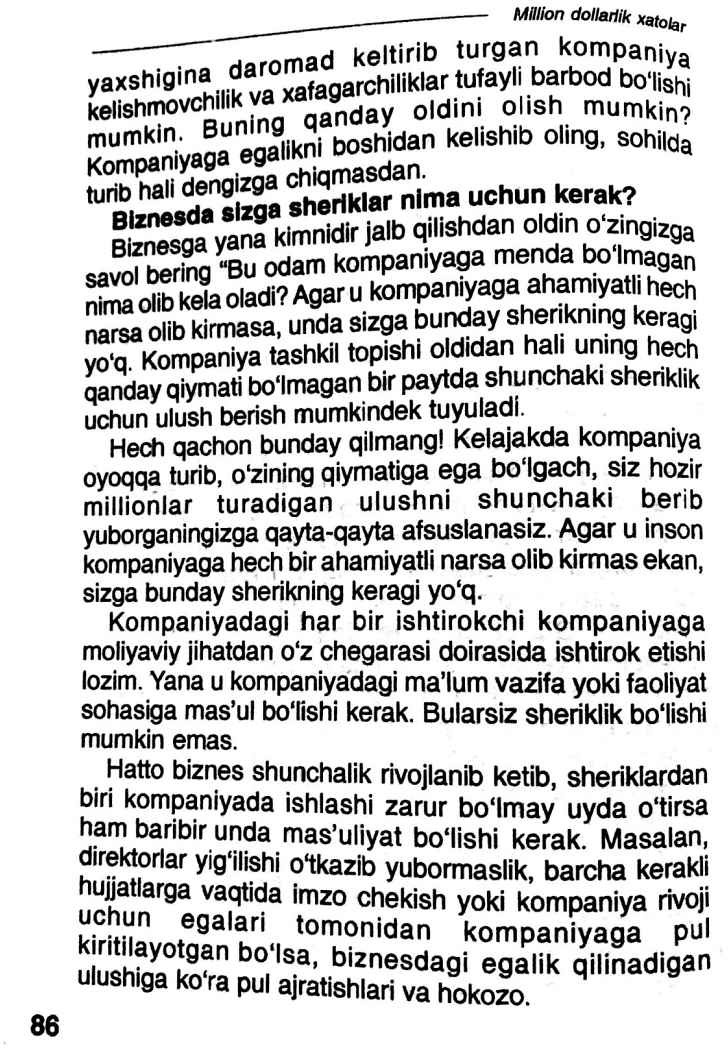 Million dollarlik xatolar
yaxshigina daromad keltirib turgan kompaniya
kelishmovchilik va xafagarchiliklar tufayli barbod bo‘lishi
mumkin. Buning qanday oldini olish mumkin?
Kompaniyaga egalikni boshidan kelishib oling, sohilda
turib hali dengizga chiqmasdan.
Biznesda sizga sheriklar nima uchun kerak?
Biznesga yana kimnidir jalb qilishdan oldin o‘zingizga
savol bering “Bu odam kompaniyaga menda bo‘lmagan
nima olib kela oladi? Agar u kompaniyaga ahamiyatli hech
narsa olib kirmasa, unda sizga bunday sherikning keragi
yo‘q. Kompaniya tashkil topishi oldidan hali uning hech
qanday qiymati bo‘lmagan bir paytda shunchaki sheriklik
uchun ulush berish mumkindek tuyuladi.
Hech qachon bunday qilmang! Kelajakda kompaniya
oyoqqa turib, o‘zining qiymatiga ega bo‘lgach, siz hozir
millionlar turadigan ulushni shunchaki berib
yuborganingizga qayta-qayta afsuslanasiz. Agar u inson
kompaniyaga hech bir ahamiyatli narsa olib kirmas ekan,
sizga bunday sherikning keragi yo‘q.
Kompaniyadagi har bir ishtirokchi kompaniyaga
moliyaviy jihatdan o‘z chegarasi doirasida ishtirok etishi
lozim. Yana u kompaniyadagi ma’lum vazifa yoki faoliyat
sohasiga mas’ul bo‘lishi kerak. Bularsiz sheriklik bo‘lishi
mumkin emas.
Hatto biznes shunchalik rivojlanib ketib, sheriklardan
biri kompaniyada ishlashi zarur bo‘lmay uyda o‘tirsa
ham baribir unda mas’uliyat bo‘lishi kerak. Masalan,
direktorlar yig‘ilishi o‘tkazib yubormaslik, barcha kerakli
hujjatlarga vaqtida imzo chekish yoki kompaniya rivoji
uchun egalari tomonidan kompaniyaga pul
kiritilayotgan bo‘lsa, biznesdagi egalik qilinadigan
ulushiga ko‘ra pul ajratishlari va hokozo.
86